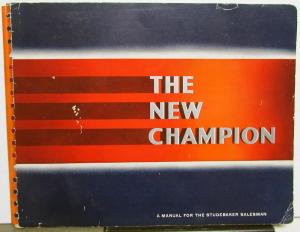 THE
NEW
CHAMPION
A MANUAL FOR THE STUDEBAKER SALESMAN